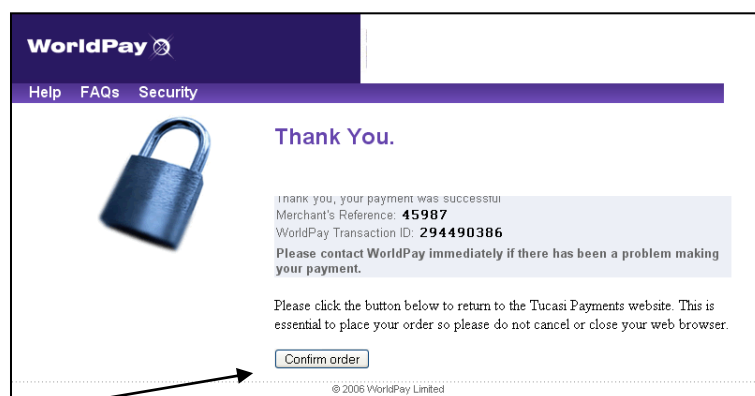 WorldPay
Help FAQs Security
Thank You.
Thank you, your payment was successful
Merchant's Reference: 45987
WorldPay Transaction ID: 294490386
Please contact WorldPay immediately if there has been a problem making
your payment.
Please click the button below to return to the Tucasi Payments website. This is
essential to place your order so please do not cancel or close your web browser.
Confirm order
© 2006 WorldPay Limited